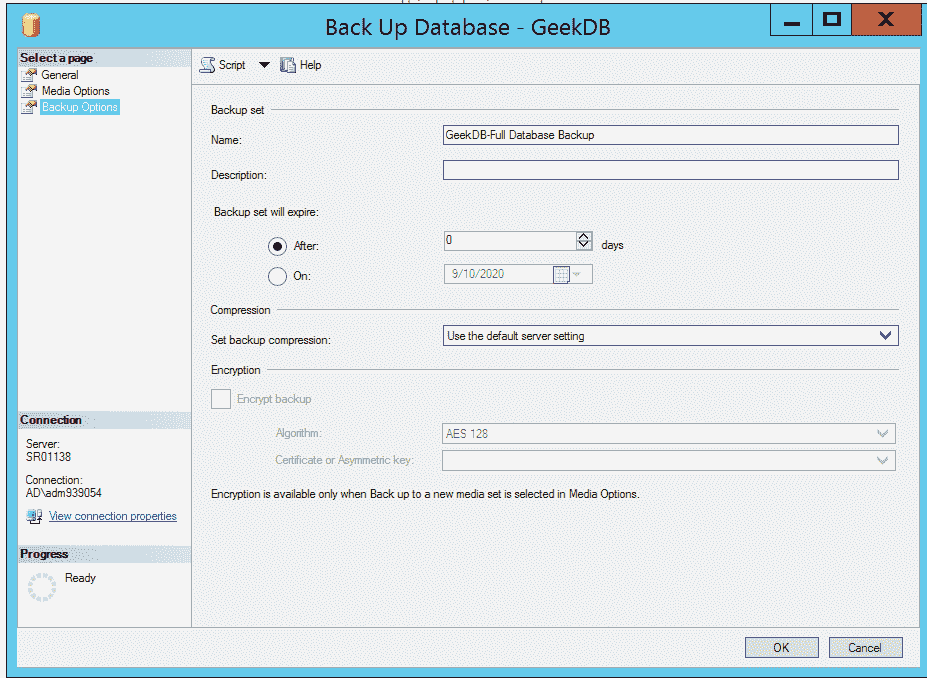 Back Up Database - GeekDB
Select a page
General
Media Options
Backup Options
Script
Help
Backup set
Name:
GeekDB-Full Database Backup
Description:
Backup set will expire:
After:
0
days
On:
9/10/2020
Compression
Set backup compression:
Use the default server setting
Encryption
Encrypt backup
Algorithm:
AES 128
Certificate or Asymmetric key:
Encryption is available only when Back up to a new media set is selected in Media Options.
Connection
Server:
SR01138
Connection:
AD\adm939054
View connection properties
Progress
Ready
OK
Cancel